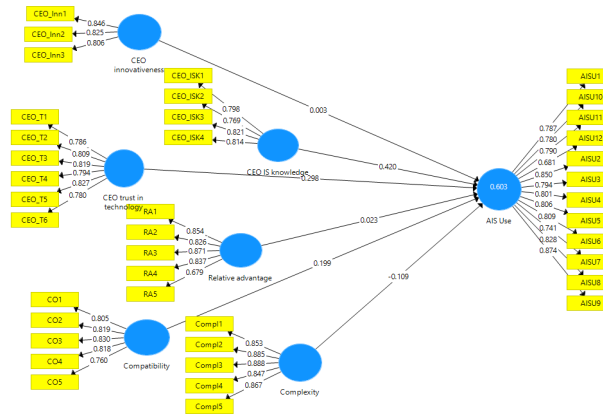 CEO_Inn1
CEO_Inn2
CEO_Inn3
0.846
0.825
0.806
CEO
innovativeness
CEO_ISK1
CEO_ISK2
CEO_ISK3
CEO_ISK4
0.798
0.769
0.821
0.814
CEO IS knowledge
CEO_T1
CEO_T2
CEO_T3
CEO_T4
CEO_T5
CEO_T6
0.786
0.809
0.819
0.794
0.827
0.780
CEO trust in
technology
RA1
RA2
RA3
RA4
RA5
0.854
0.826
0.871
0.837
0.679
Relative advantage
CO1
CO2
CO3
CO4
CO5
0.805
0.819
0.830
0.818
0.760
Compatibility
Compl1
Compl2
Compl3
Compl4
Compl5
0.853
0.885
0.888
0.847
0.867
Complexity
0.003
0.420
0.298
0.023
0.199
-0.109
0.603
AIS Use
0.787
0.780
0.790
0.681
0.850
0.794
0.801
0.806
0.809
0.741
0.828
0.874
AISU1
AISU10
AISU11
AISU12
AISU2
AISU3
AISU4
AISU5
AISU6
AISU7
AISU8
AISU9